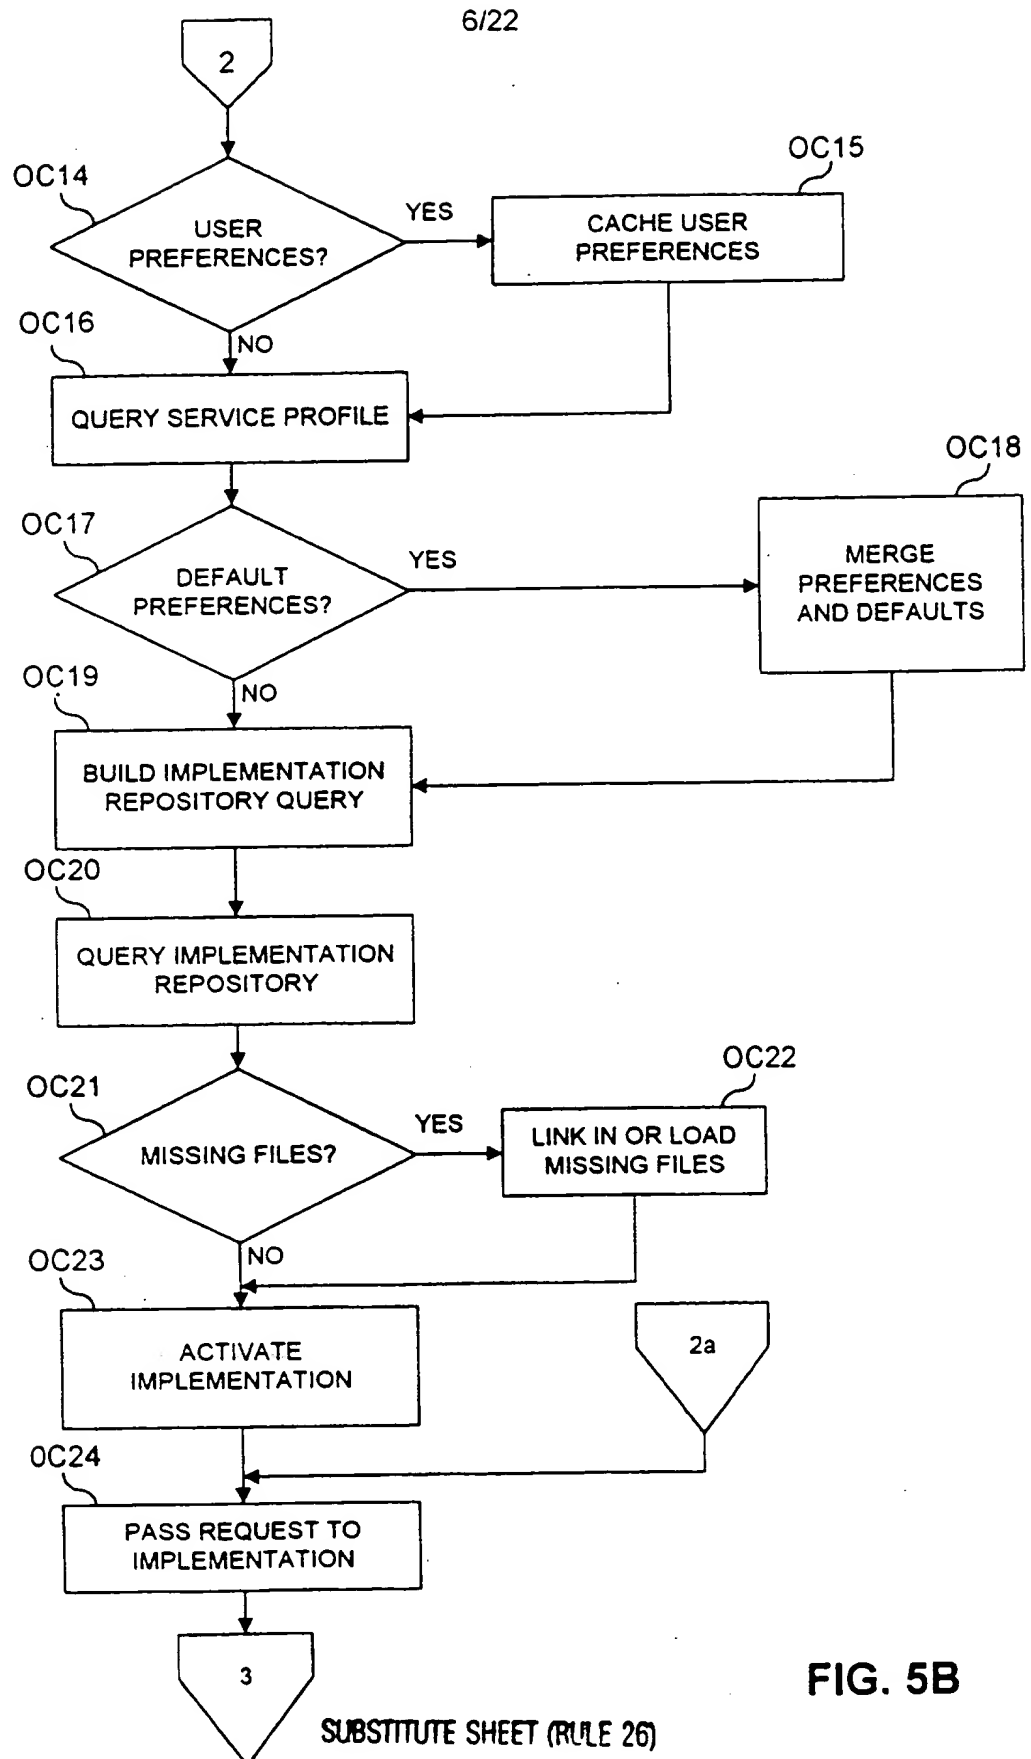 6/22
2
OC14
USER
PREFERENCES?
YES
OC15
CACHE USER
PREFERENCES
NO
OC16
QUERY SERVICE PROFILE
OC17
DEFAULT
PREFERENCES?
YES
OC18
MERGE
PREFERENCES
AND DEFAULTS
NO
OC19
BUILD IMPLEMENTATION
REPOSITORY QUERY
OC20
QUERY IMPLEMENTATION
REPOSITORY
OC21
MISSING FILES?
YES
OC22
LINK IN OR LOAD
MISSING FILES
NO
OC23
ACTIVATE
IMPLEMENTATION
2a
OC24
PASS REQUEST TO
IMPLEMENTATION
3
FIG. 5B
SUBSTITUTE SHEET (RULE 26)